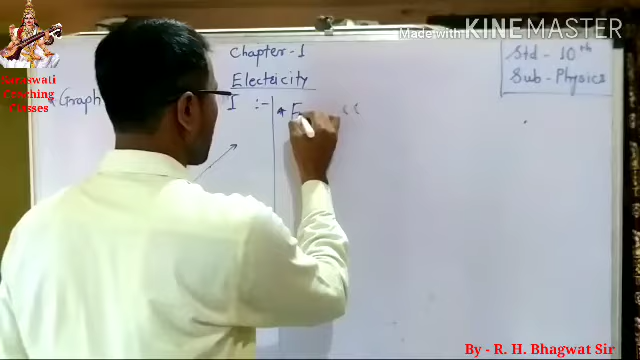 Made with KINEMASTER
Saraswati
Coaching
Classes
Chapter - 1
Electricity
Std - 10th
Sub - Physics
* Graph
I :-
* F
By - R. H. Bhagwat Sir